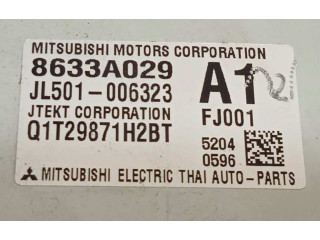 MITSUBISHI MOTORS CORPORATION
8633A029 A1
JL501-006323
JTEKT CORPORATION FJ001
Q1T29871H2BT
5204
0596
MITSUBISHI ELECTRIC THAI AUTO-PARTS